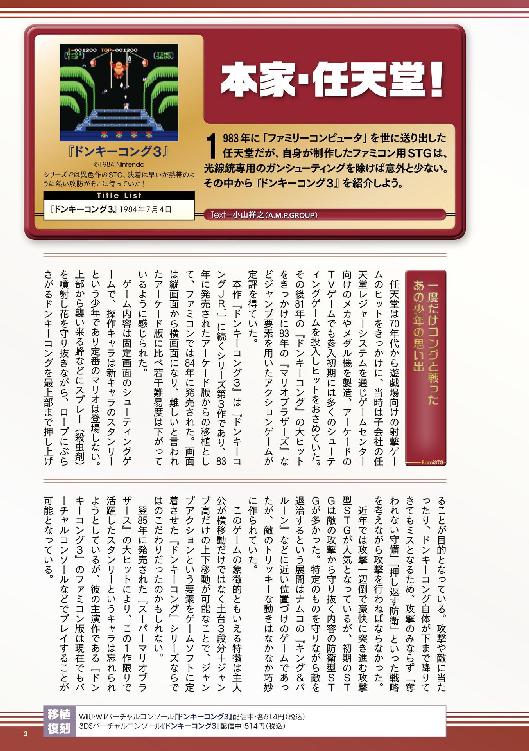 本家・任天堂！
『ドンキーコング3』
©1984 Nintendo
シリーズでは異色作のSTG。
Title List
『ドンキーコング3』1984年7月4日
1983年に「ファミリーコンピュータ」を世に送り出した
任天堂だが、自身が制作したファミコン用STGは、
光線銃専用のガンシューティングを除けば意外と少ない。
その中から『ドンキーコング3』を紹介しよう。
Text=小山祥之(A.M.P.GROUP)
一度だけコングと戦った
あの少年の思い出
任天堂は70年代から遊戯場向けの射撃ゲー
ムのヒットをきっかけに、当時は子会社の任
天堂レジャーシステムを通じゲームセンター
向けのメカやメダル機を製造、アーケードの
TVゲームでも参入初期には多くのシューテ
ィングゲームを投入しヒットをおさめていた。
その後81年の『ドンキーコング』の大ヒット
をきっかけに83年の『マリオブラザーズ』な
どジャンプ要素を用いたアクションゲームが
定評を得ていた。
本作『ドンキーコング3』は『ドンキーコ
ングJR.』に続くシリーズ第3作であり、83
年に発売されたアーケード版からの移植とし
て、ファミコンでは84年に発売された。画面
は縦画面から横画面になり、難しいと言われ
たアーケード版に比べ若干難易度は下がって
いるように感じられた。
ゲーム内容は固定画面のシューティングゲ
ームで、操作キャラは新キャラのスタンリー
という少年であり定番のマリオは登場しない。
上部から襲い来る蜂などにスプレー（殺虫剤）
を噴射し花を守り抜きながら、ロープにぶら
さがるドンキーコングを最上部まで押し上げ
ることが目的となっている。攻撃や敵に当た
ったり、ドンキーコング自体が下まで降りて
きてもミスとなるため、攻撃のみならず、「奪
われない守備」「押し返す防衛」といった戦略
を考えながら攻撃を行わねばならなかった。
近年では攻撃一辺倒で豪快に突き進む攻撃
型STGが人気となっているが、初期のST
Gは敵の攻撃から守り抜く内容の防衛型ST
Gが多かった。特定のものを守りながら敵を
退治するという展開はナムコの『キング&バ
ルーン』などに近い位置づけのゲームであっ
たが、敵のトリッキーな動きはなかなか巧妙
に作られていた。
このゲームの象徴的ともいえる特徴は主人
公が横移動だけではなく土台3段分＝ジャン
プ高だけの上下移動が可能なことで、ジャン
プアクションという要素をゲームソフトに定
着させた『ドンキーコング』シリーズならで
はのこだわりだったのかもしれない。
翌85年に発売された『スーパーマリオブラ
ザーズ』の大ヒットにより、この1作限りで
活躍したスタンリーというキャラは忘れられ
ようとしているが、彼の主演作である『ドン
キーコング3』のファミコン版は現在でもバ
ーチャルコンソールなどでプレイすることが
可能となっている。
移植
復刻
Wii・WiiUバーチャルコンソール『ドンキーコング3』配信中・各514円(税込)
3DSバーチャルコンソール『ドンキーコング3』配信中・514円(税込)
3